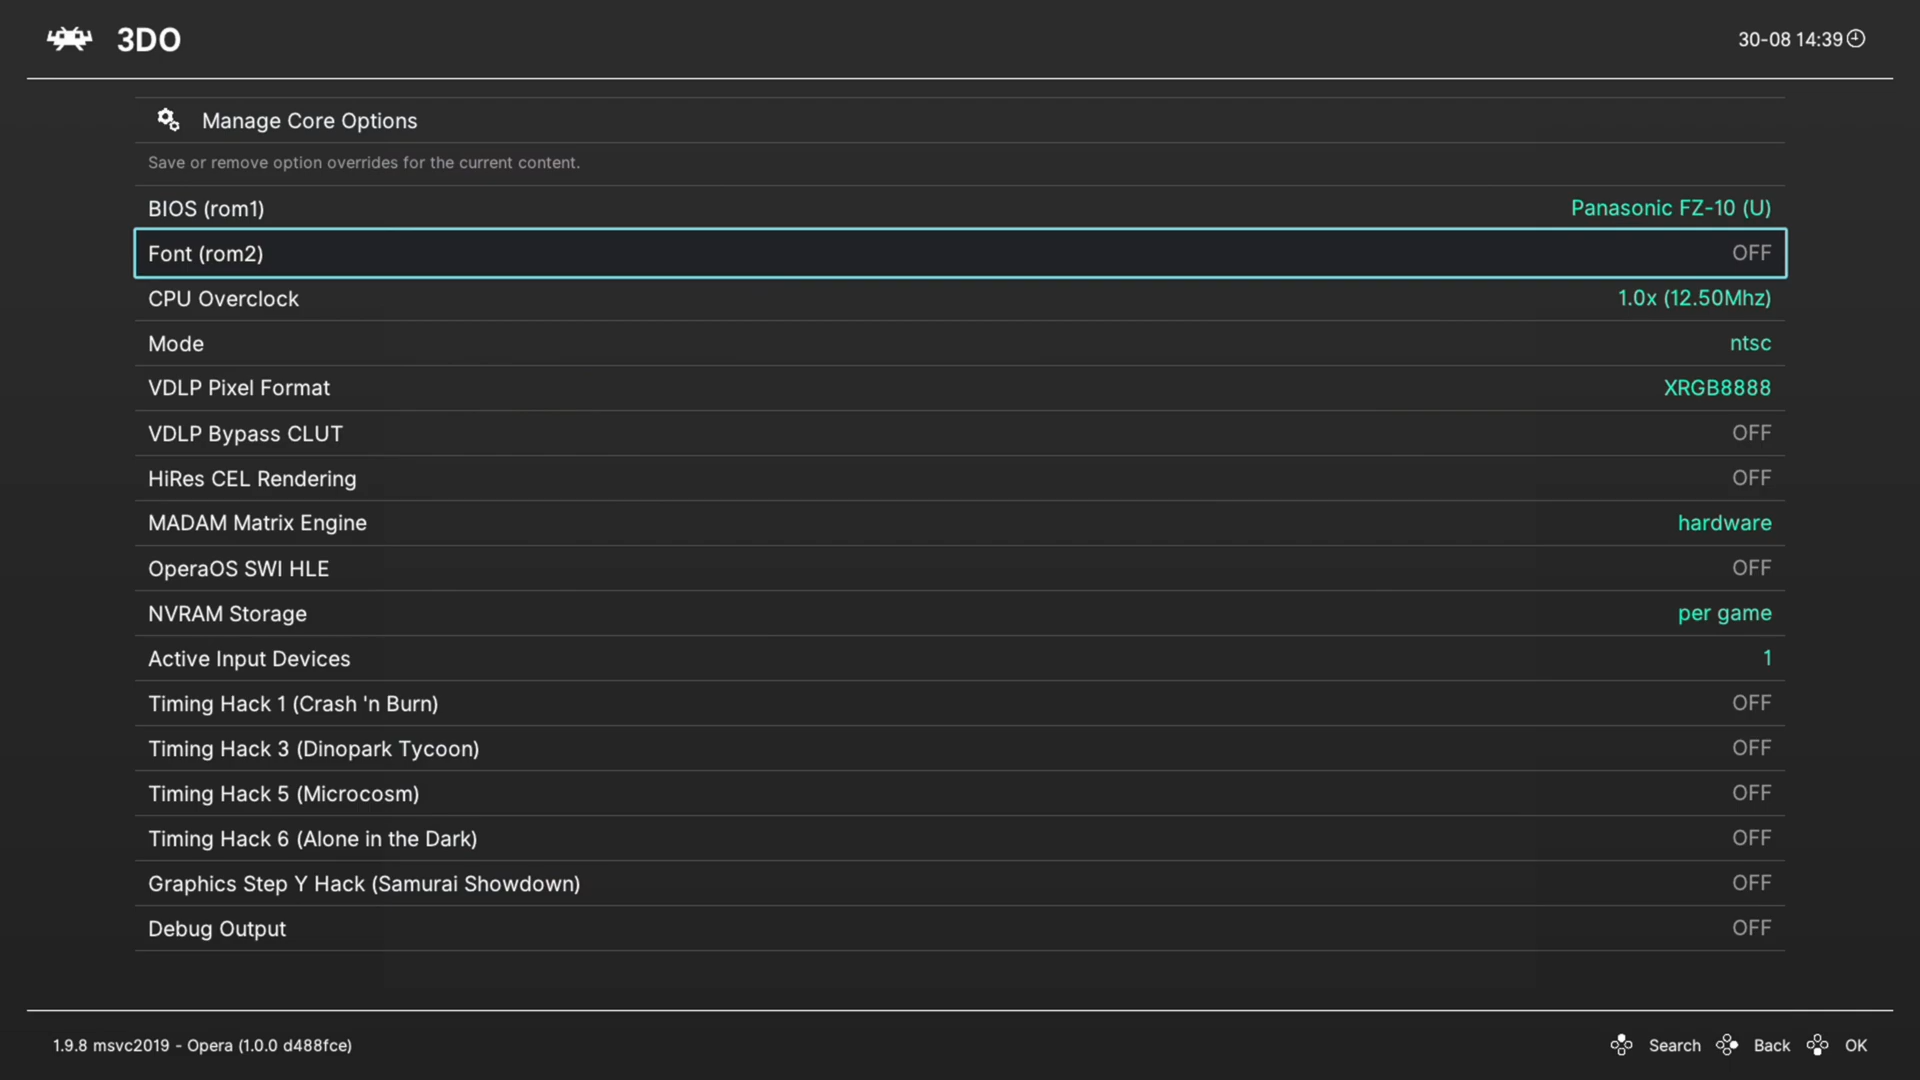 3DO
30-08 14:39
Manage Core Options
Save or remove option overrides for the current content.
BIOS (rom1) Panasonic FZ-10 (U)
Font (rom2) OFF
CPU Overclock 1.0x (12.50Mhz)
Mode ntsc
VDLP Pixel Format XRGB8888
VDLP Bypass CLUT OFF
HiRes CEL Rendering OFF
MADAM Matrix Engine hardware
OperaOS SWI HLE OFF
NVRAM Storage per game
Active Input Devices 1
Timing Hack 1 (Crash 'n Burn) OFF
Timing Hack 3 (Dinopark Tycoon) OFF
Timing Hack 5 (Microcosm) OFF
Timing Hack 6 (Alone in the Dark) OFF
Graphics Step Y Hack (Samurai Showdown) OFF
Debug Output OFF
1.9.8 msvc2019 - Opera (1.0.0 d488fce)
Search Back OK